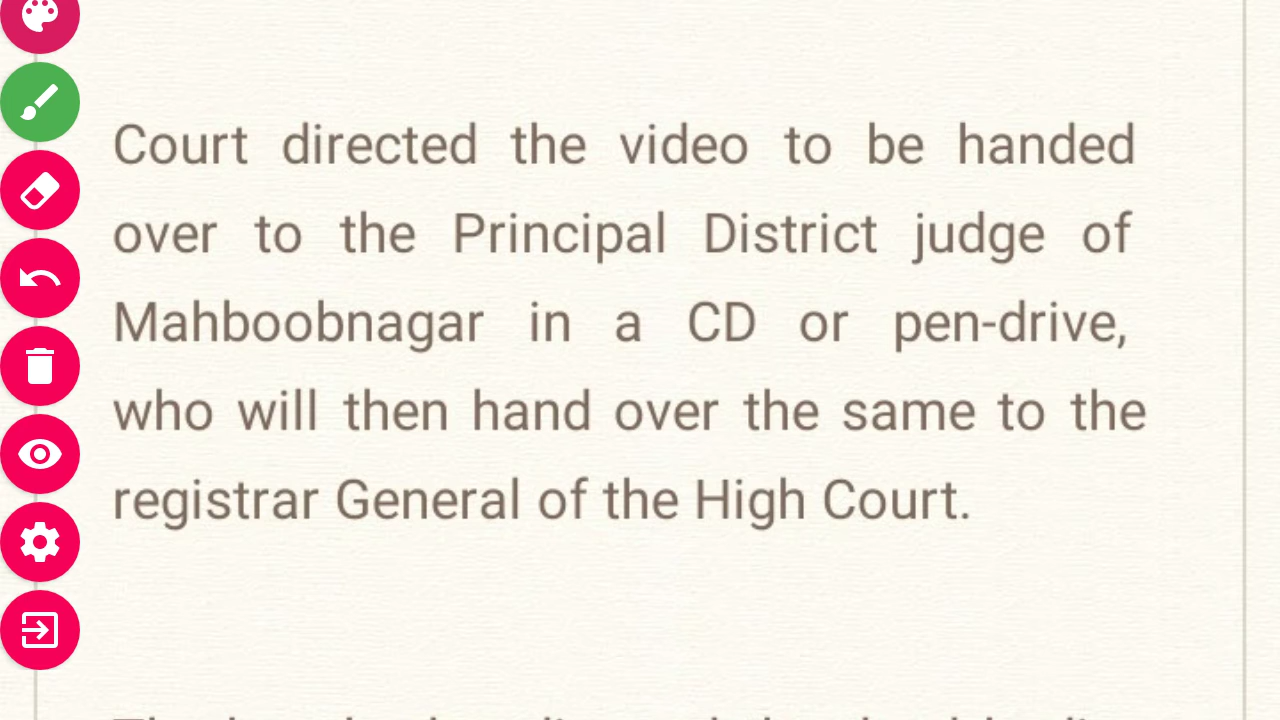 Court directed the video to be handed
over to the Principal District judge of
Mahboobnagar in a CD or pen-drive,
who will then hand over the same to the
registrar General of the High Court.